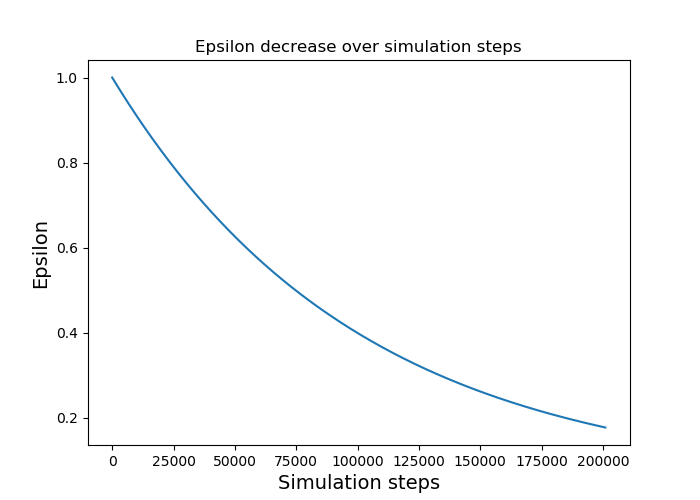 Epsilon decrease over simulation steps
1.0
0.8
0.6
0.4
0.2
Epsilon
0 25000 50000 75000 100000 125000 150000 175000 200000
Simulation steps